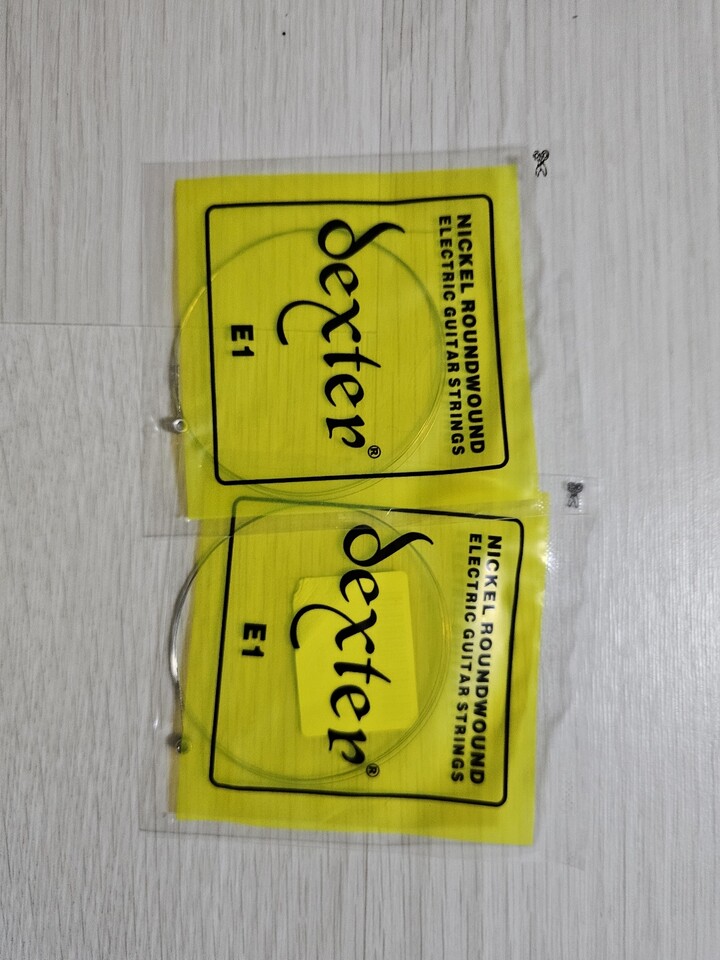 NICKEL ROUNDWOUND
ELECTRIC GUITAR STRINGS
dexter®
E1
NICKEL ROUNDWOUND
ELECTRIC GUITAR STRINGS
dexter®
E1